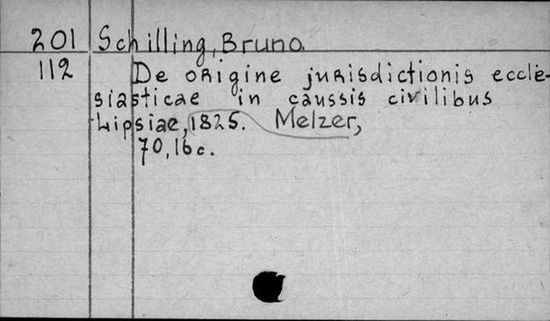 201 Schilling, Bruno.
112 De origine jurisdictionis eccle-
siasticae in caussis civilibus
Lipsiae, 1825. Melzer,
70, 16 c.